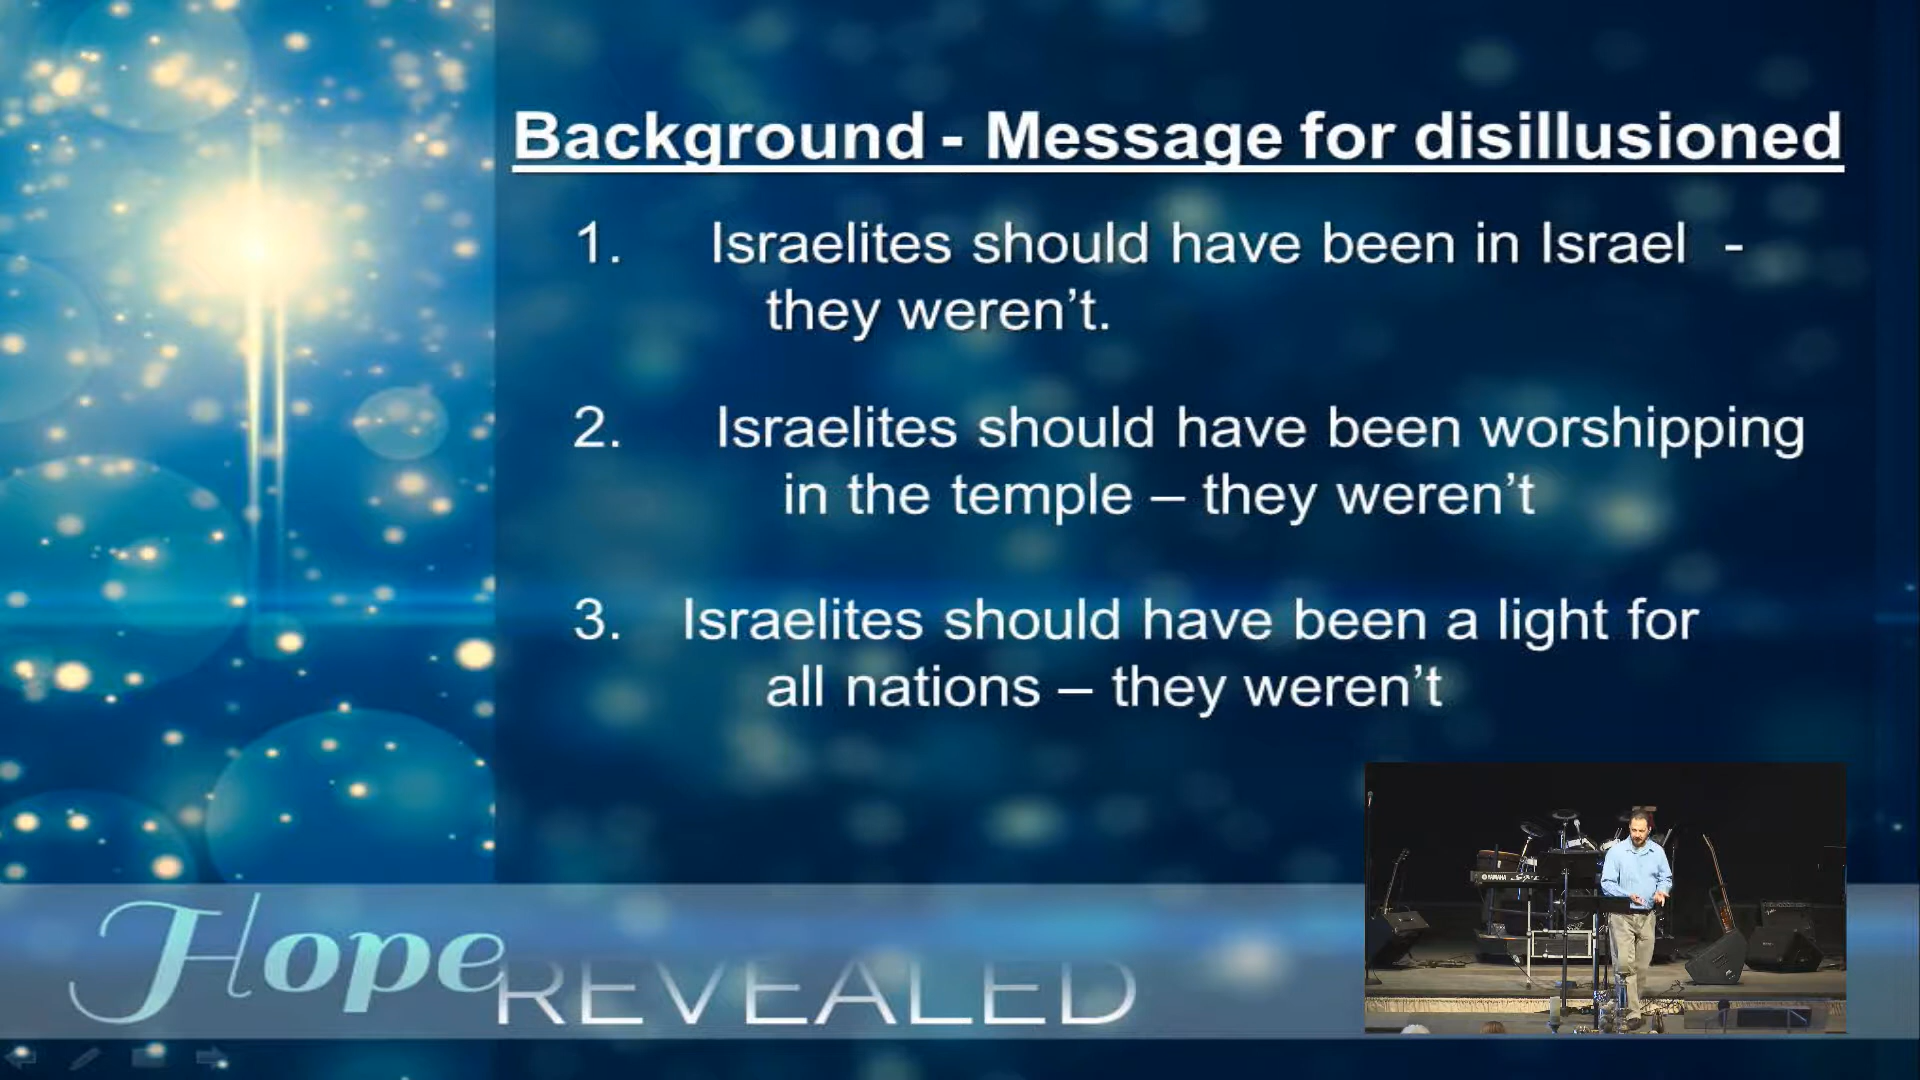 Background - Message for disillusioned
1. Israelites should have been in Israel -
they weren’t.
2. Israelites should have been worshipping
in the temple – they weren’t
3. Israelites should have been a light for
all nations – they weren’t
Hope
REVEALED
YAMAHA